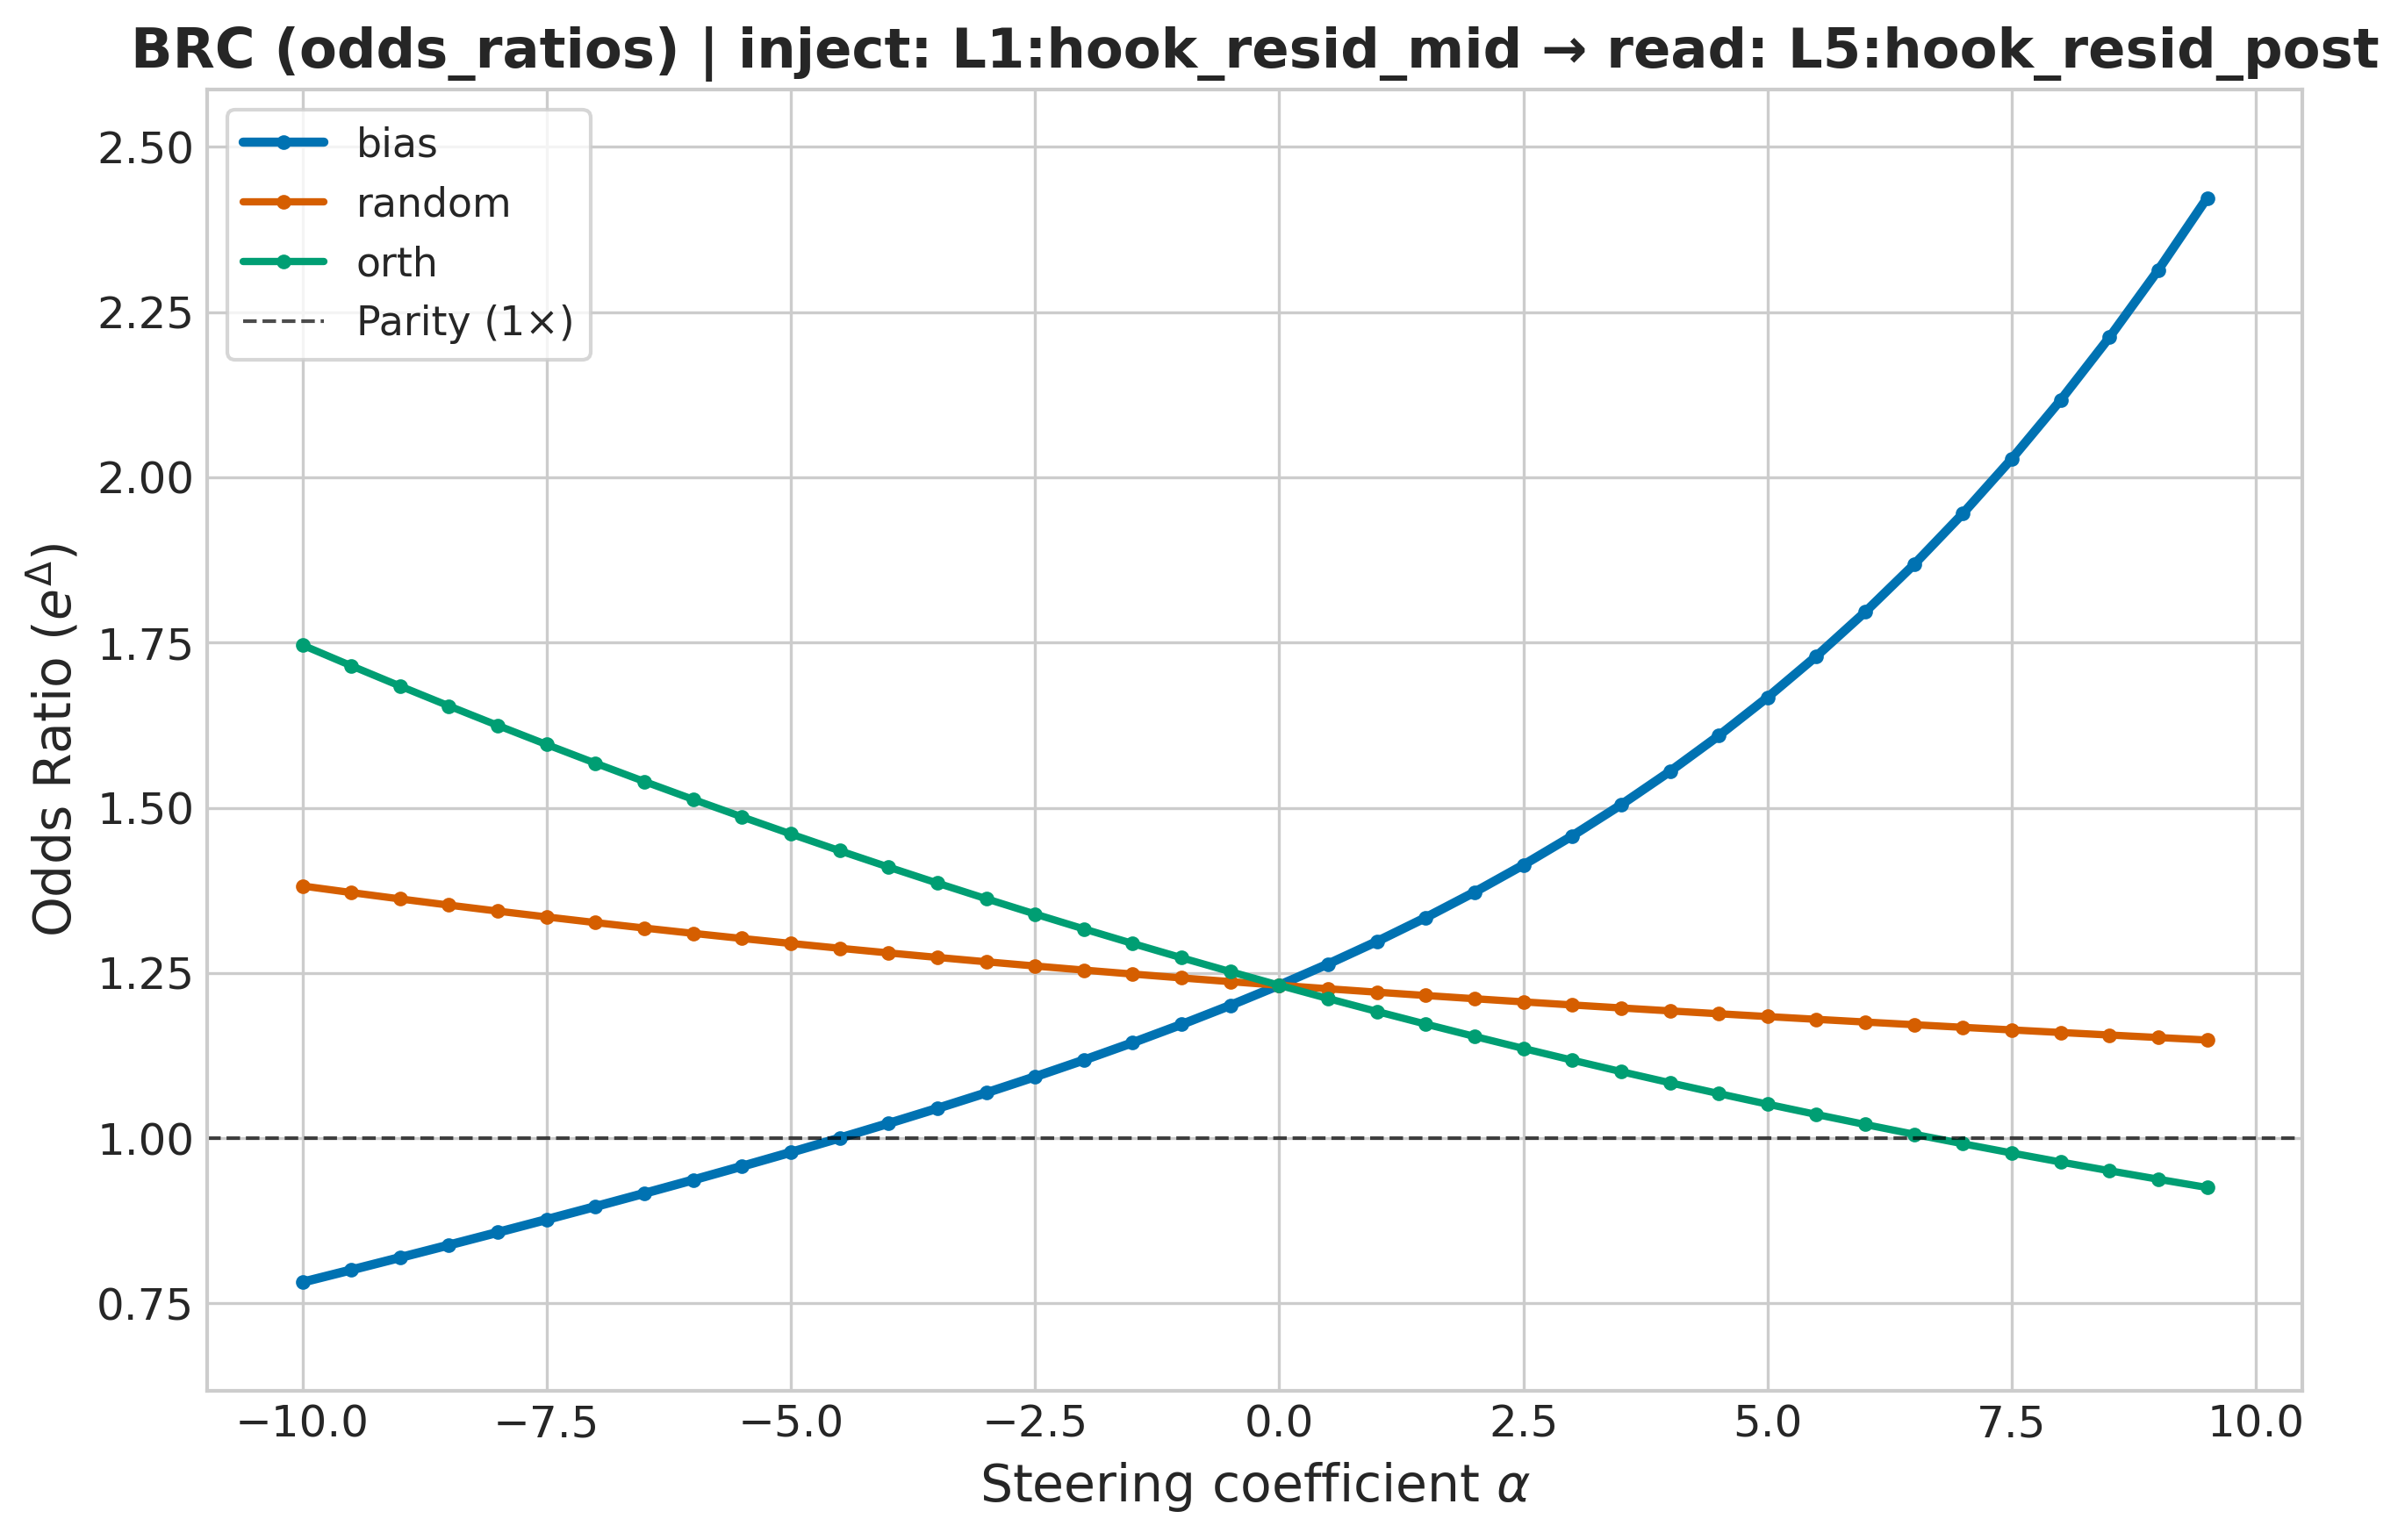 BRC (odds_ratios) | inject: L1:hook_resid_mid → read: L5:hook_resid_post
bias
random
orth
Parity (1×)
Odds Ratio (e^Δ)
2.50
2.25
2.00
1.75
1.50
1.25
1.00
0.75
−10.0 −7.5 −5.0 −2.5 0.0 2.5 5.0 7.5 10.0
Steering coefficient α